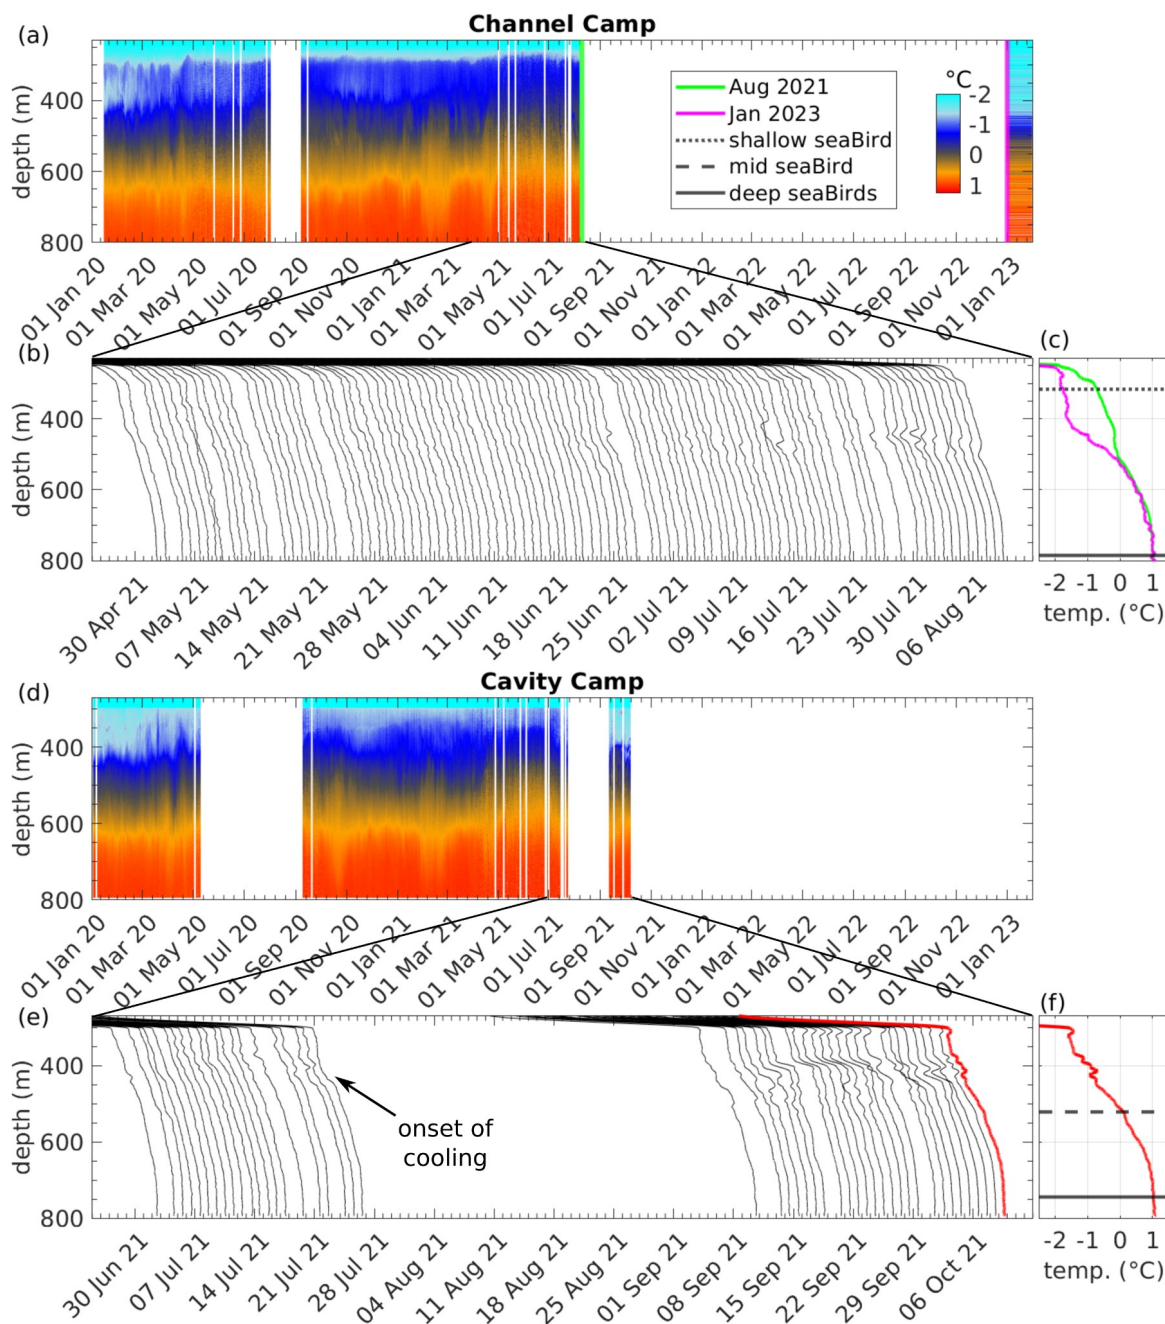 Channel Camp
(a)
depth (m)
400
600
800
Aug 2021
Jan 2023
shallow seaBird
mid seaBird
deep seaBirds
°C
-2
-1
0
1
01 Jan 20
01 Mar 20
01 May 20
01 Jul 20
01 Sep 20
01 Nov 20
01 Jan 21
01 Mar 21
01 May 21
01 Jul 21
01 Sep 21
01 Nov 21
01 Jan 22
01 Mar 22
01 May 22
01 Jul 22
01 Sep 22
01 Nov 22
01 Jan 23
(b)
depth (m)
400
600
800
30 Apr 21
07 May 21
14 May 21
21 May 21
28 May 21
04 Jun 21
11 Jun 21
18 Jun 21
25 Jun 21
02 Jul 21
09 Jul 21
16 Jul 21
23 Jul 21
30 Jul 21
06 Aug 21
(c)
-2 -1 0 1
temp. (°C)
Cavity Camp
(d)
depth (m)
400
600
800
01 Jan 20
01 Mar 20
01 May 20
01 Jul 20
01 Sep 20
01 Nov 20
01 Jan 21
01 Mar 21
01 May 21
01 Jul 21
01 Sep 21
01 Nov 21
01 Jan 22
01 Mar 22
01 May 22
01 Jul 22
01 Sep 22
01 Nov 22
01 Jan 23
(e)
depth (m)
400
600
800
onset of
cooling
30 Jun 21
07 Jul 21
14 Jul 21
21 Jul 21
28 Jul 21
04 Aug 21
11 Aug 21
18 Aug 21
25 Aug 21
01 Sep 21
08 Sep 21
15 Sep 21
22 Sep 21
29 Sep 21
06 Oct 21
(f)
-2 -1 0 1
temp. (°C)